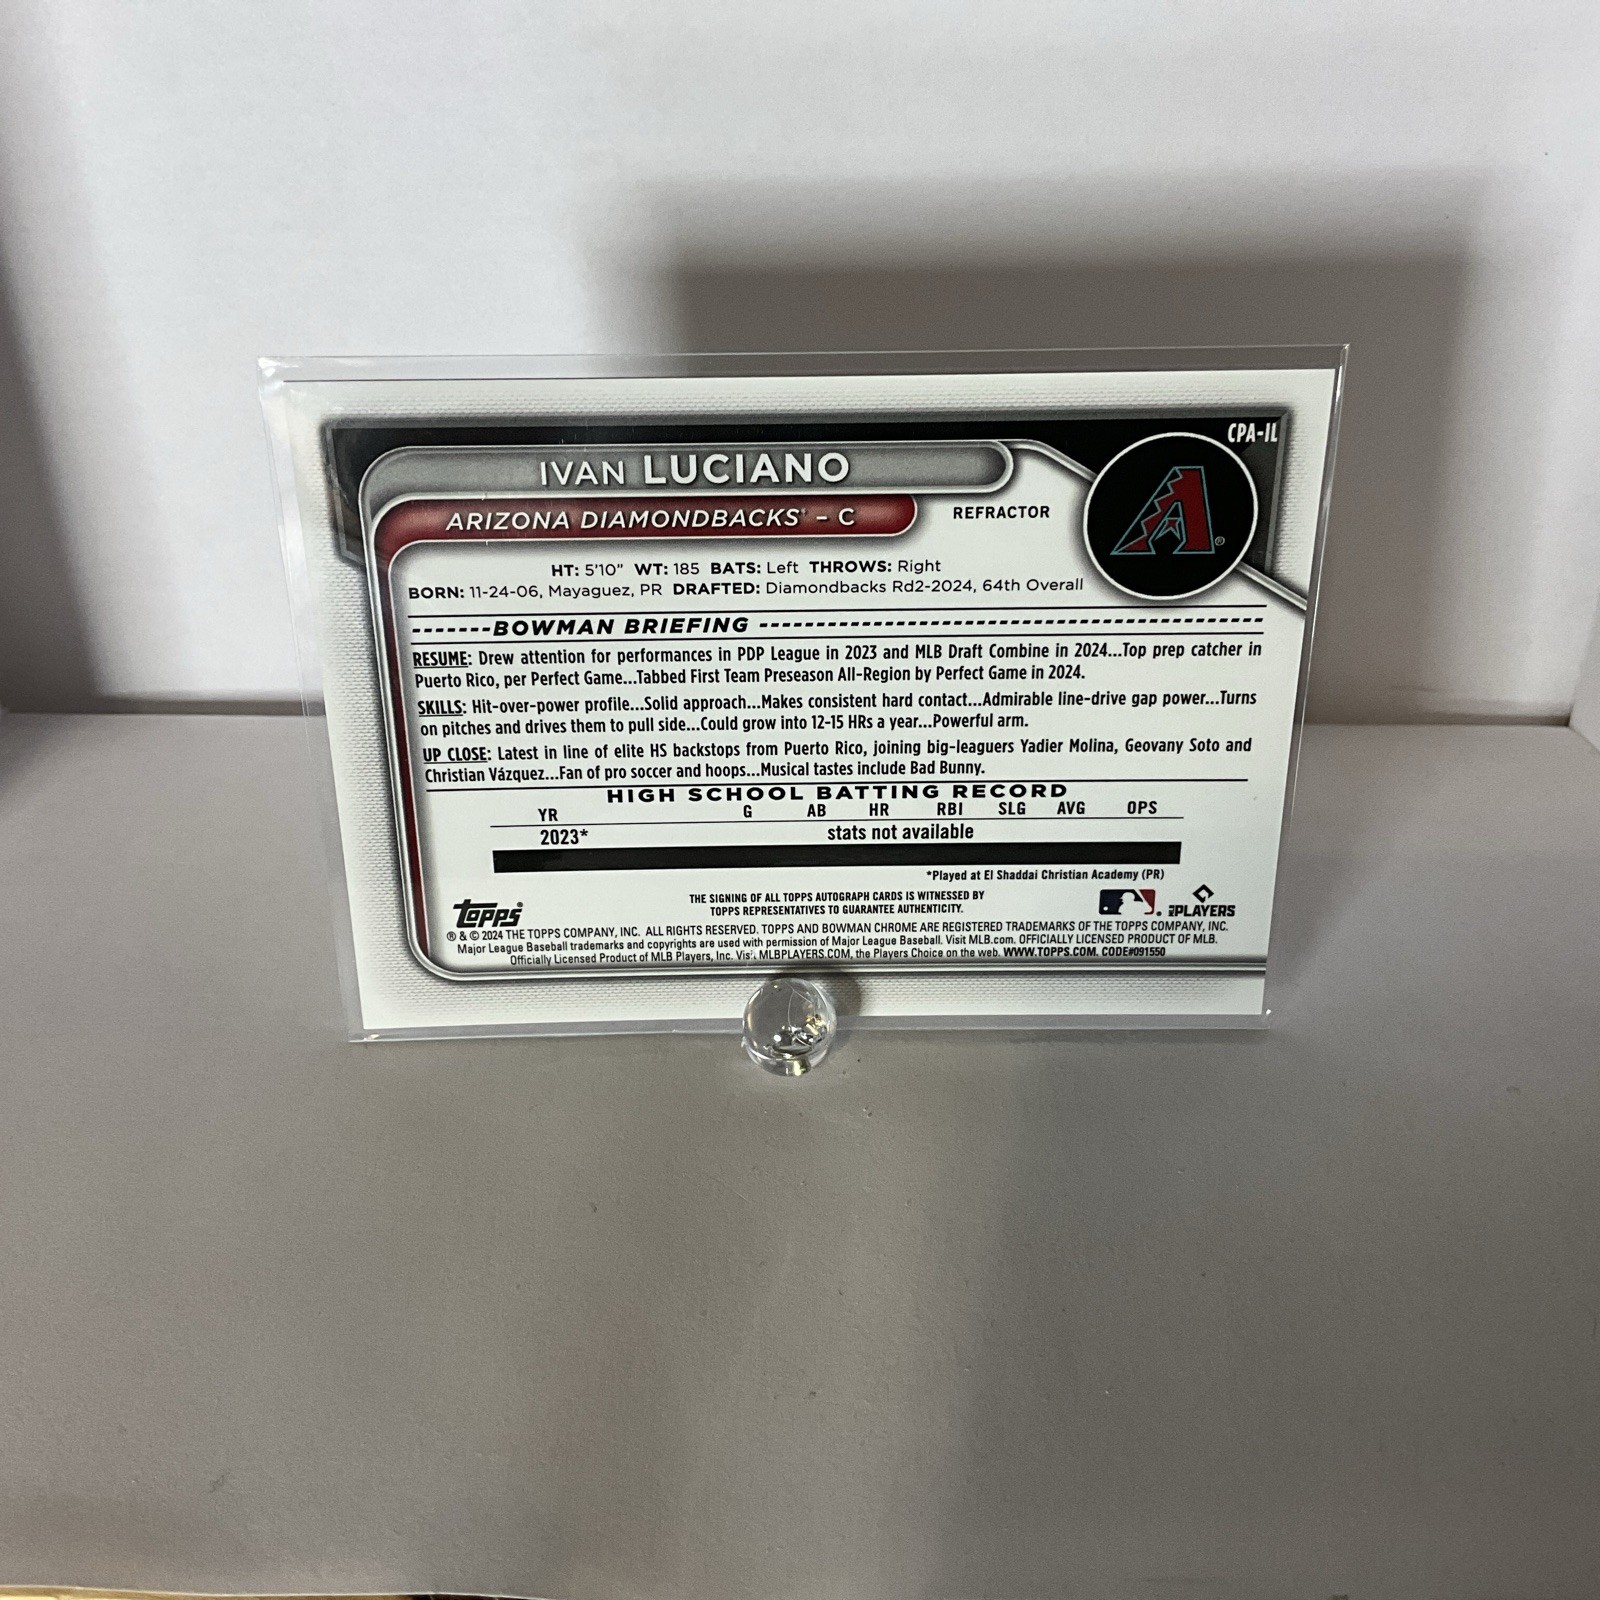 CPA-IL
IVAN LUCIANO
ARIZONA DIAMONDBACKS - C
REFRACTOR
A ®
HT: 5'10" WT: 185 BATS: Left THROWS: Right
BORN: 11-24-06, Mayaguez, PR DRAFTED: Diamondbacks Rd2-2024, 64th Overall
BOWMAN BRIEFING
RESUME: Drew attention for performances in PDP League in 2023 and MLB Draft Combine in 2024...Top prep catcher in
Puerto Rico, per Perfect Game...Tabbed First Team Preseason All-Region by Perfect Game in 2024.
SKILLS: Hit-over-power profile...Solid approach...Makes consistent hard contact...Admirable line-drive gap power...Turns
on pitches and drives them to pull side...Could grow into 12-15 HRs a year...Powerful arm.
UP CLOSE: Latest in line of elite HS backstops from Puerto Rico, joining big-leaguers Yadier Molina, Geovany Soto and
Christian Vázquez...Fan of pro soccer and hoops...Musical tastes include Bad Bunny.
HIGH SCHOOL BATTING RECORD
YR G AB HR RBI SLG AVG OPS
2023* stats not available
*Played at El Shaddai Christian Academy (PR)
Topps®
THE SIGNING OF ALL TOPPS AUTOGRAPH CARDS IS WITNESSED BY
TOPPS REPRESENTATIVES TO GUARANTEE AUTHENTICITY.
PLAYERS
® & © 2024 THE TOPPS COMPANY, INC. ALL RIGHTS RESERVED. TOPPS AND BOWMAN CHROME ARE REGISTERED TRADEMARKS OF THE TOPPS COMPANY, INC.
Major League Baseball trademarks and copyrights are used with permission of Major League Baseball. Visit MLB.com. OFFICIALLY LICENSED PRODUCT OF MLB.
Officially Licensed Product of MLB Players, Inc. Visit MLBPLAYERS.COM, the Players Choice on the web. WWW.TOPPS.COM. CODE#091550